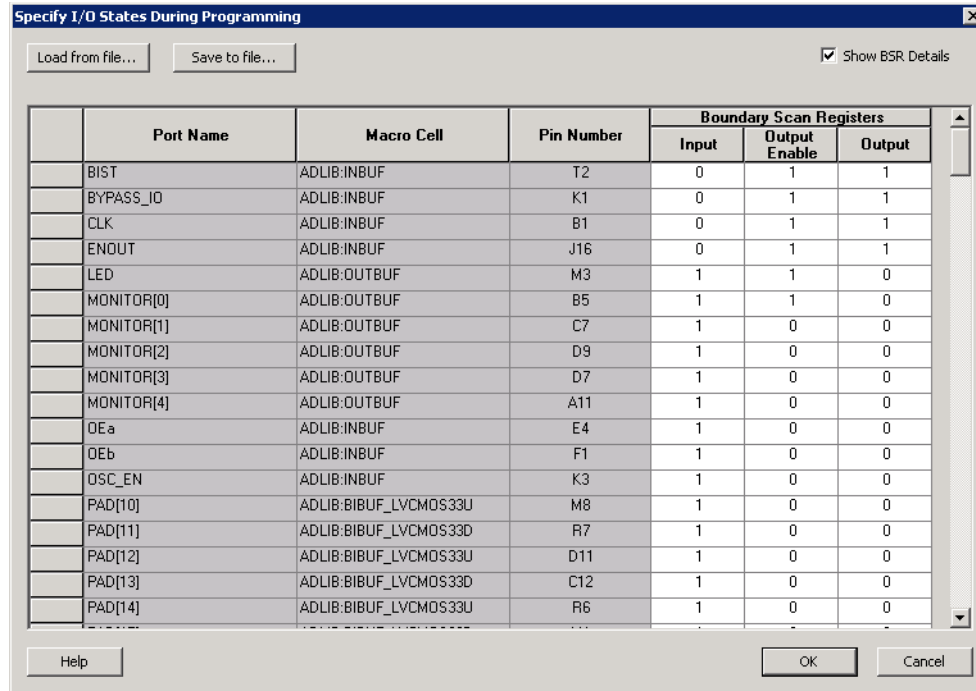 Specify I/O States During Programming
Load from file... Save to file... Show BSR Details
Port Name Macro Cell Pin Number Boundary Scan Registers
Input Output Enable Output
BIST ADLIB:INBUF T2 0 1 1
BYPASS_IO ADLIB:INBUF K1 0 1 1
CLK ADLIB:INBUF B1 0 1 1
ENOUT ADLIB:INBUF J16 0 1 1
LED ADLIB:OUTBUF M3 1 1 0
MONITOR[0] ADLIB:OUTBUF B5 1 1 0
MONITOR[1] ADLIB:OUTBUF C7 1 0 0
MONITOR[2] ADLIB:OUTBUF D9 1 0 0
MONITOR[3] ADLIB:OUTBUF D7 1 0 0
MONITOR[4] ADLIB:OUTBUF A11 1 0 0
OEa ADLIB:INBUF E4 1 0 0
OEb ADLIB:INBUF F1 1 0 0
OSC_EN ADLIB:INBUF K3 1 0 0
PAD[10] ADLIB:BIBUF_LVCMOS33U M8 1 0 0
PAD[11] ADLIB:BIBUF_LVCMOS33D R7 1 0 0
PAD[12] ADLIB:BIBUF_LVCMOS33U D11 1 0 0
PAD[13] ADLIB:BIBUF_LVCMOS33D C12 1 0 0
PAD[14] ADLIB:BIBUF_LVCMOS33U R6 1 0 0
Help OK Cancel